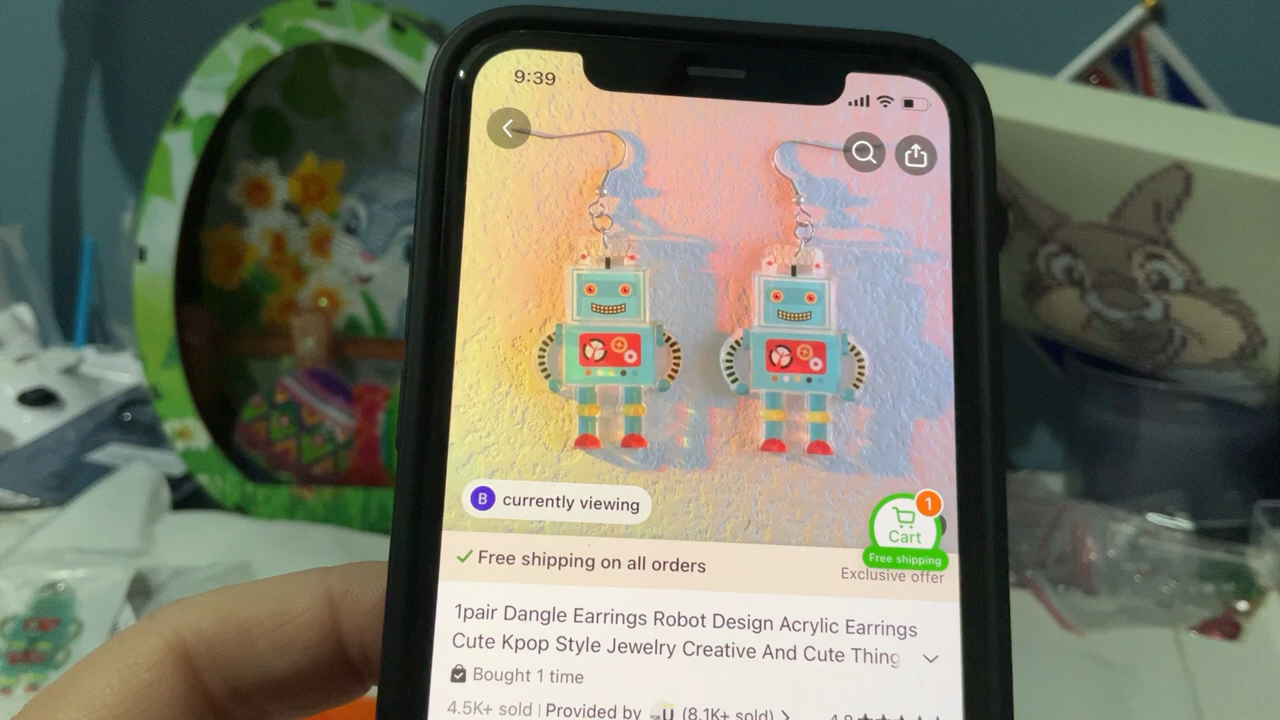 9:39
B currently viewing
1
Cart
Free shipping
Free shipping on all orders
Exclusive offer
1pair Dangle Earrings Robot Design Acrylic Earrings
Cute Kpop Style Jewelry Creative And Cute Thing
Bought 1 time
4.5K+ sold | Provided by U (8.1K+ sold)
4.8